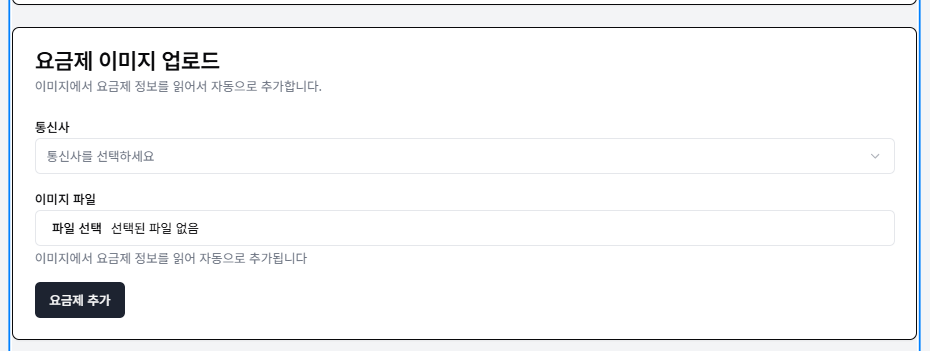 요금제 이미지 업로드
이미지에서 요금제 정보를 읽어서 자동으로 추가합니다.
통신사
통신사를 선택하세요
이미지 파일
파일 선택 선택된 파일 없음
이미지에서 요금제 정보를 읽어 자동으로 추가됩니다
요금제 추가